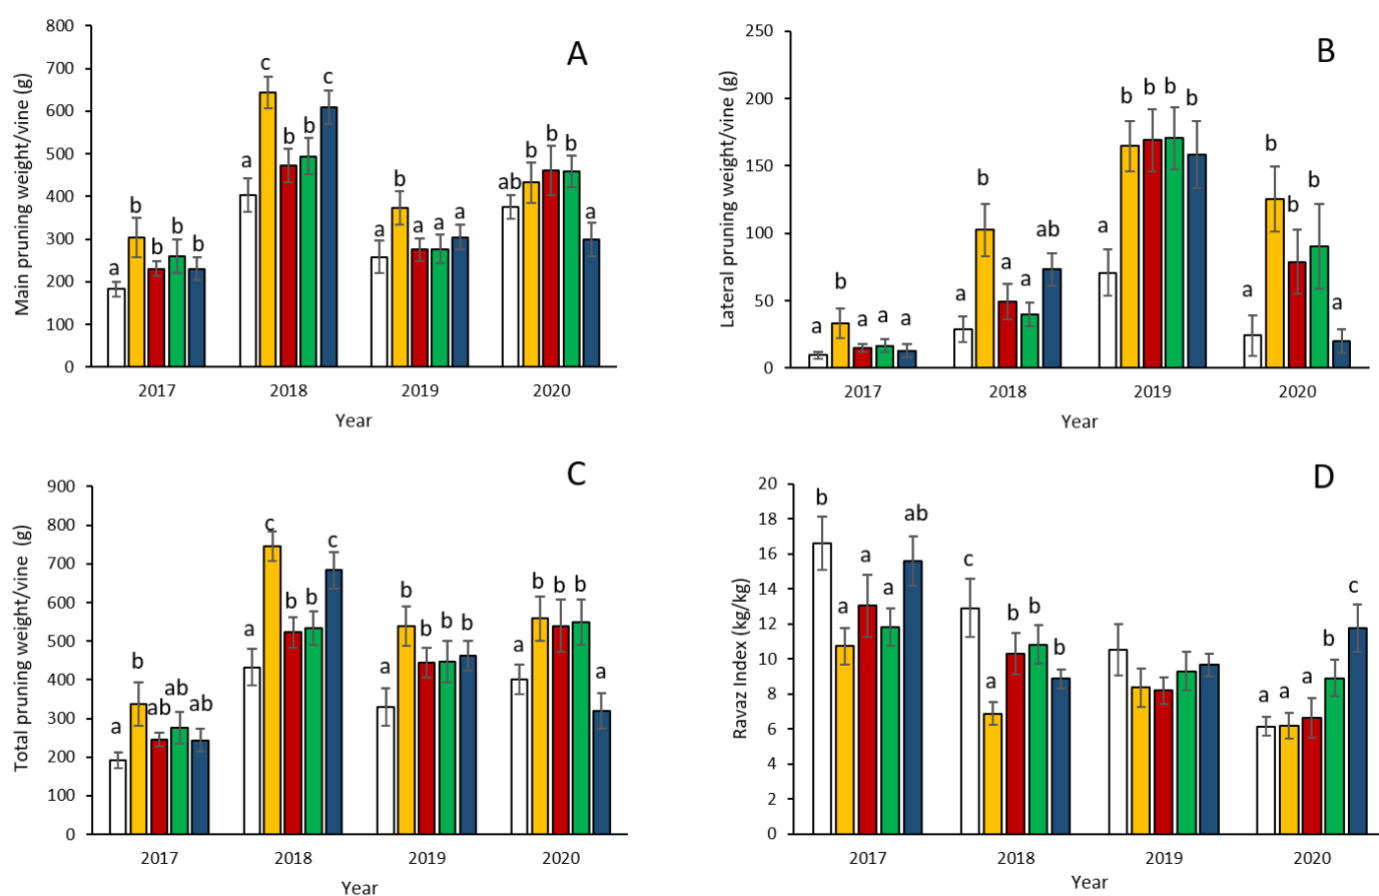 A
Main pruning weight/vine (g)
800
700
600
500
400
300
200
100
0
a b b b b
a c b b c
a b a a a
ab b b b a
2017 2018 2019 2020
Year
B
Lateral pruning weight/vine (g)
250
200
150
100
50
0
a b a a a
a b a a ab
a b b b b
a b b b a
2017 2018 2019 2020
Year
C
Total pruning weight/vine (g)
900
800
700
600
500
400
300
200
100
0
a b ab ab ab
a c b b c
a b b b b
a b b b a
2017 2018 2019 2020
Year
D
Ravaz Index (kg/kg)
20
18
16
14
12
10
8
6
4
2
0
b a a a ab
c a b b b
a a a b c
2017 2018 2019 2020
Year